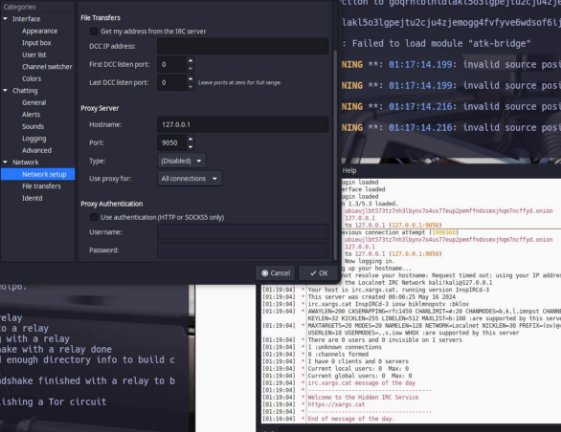 Categories
Interface
Appearance
Input box
User list
Channel switcher
Colors
Chatting
General
Alerts
Sounds
Logging
Advanced
Network
Network setup
File transfers
Identd
File Transfers
Get my address from the IRC server
DCC IP address:
First DCC listen port: 0
Last DCC listen port: 0 Leave ports at zero for full range.
Proxy Server
Hostname: 127.0.0.1
Port: 9050
Type: (Disabled)
Use proxy for: All connections
Proxy Authentication
Use authentication (HTTP or SOCKS5 only)
Username:
Password:
Cancel OK
: Failed to load module "atk-bridge"
NING **: 01:17:14.199: invalid source posi
NING **: 01:17:14.199: invalid source posi
NING **: 01:17:14.216: invalid source posi
NING **: 01:17:14.216: invalid source posi
elay
to a relay
g with a relay
ake with a relay done
enough directory info to build c
dshake finished with a relay to b
lishing a Tor circuit
Help
ugin loaded
erface loaded
ugin loaded
n 1.3/5.3 loaded.
127.0.0.1
to 127.0.0.1 (127.0.0.1:9050)
evious connection attempt
127.0.0.1
to 127.0.0.1 (127.0.0.1:9050)
Now logging in.
g up your hostname...
not resolve your hostname: Request timed out; using your IP addres
o the Localnet IRC Network kali!kali@127.0.0.1
[01:19:04] * Your host is irc.xargs.cat, running version InspIRCd-3
[01:19:04] * This server was created 00:06:25 May 16 2024
[01:19:04] * irc.xargs.cat InspIRCd-3 iosw biklmnopstv :bklov
[01:19:04] * AWAYLEN=200 CASEMAPPING=rfc1459 CHANLIMIT=#:20 CHANMODES=b,k,l,imnpst CHANNEL
KEYLEN=32 KICKLEN=255 LINELEN=512 MAXLIST=b:100 :are supported by this serve
[01:19:04] * MAXTARGETS=20 MODES=20 NAMELEN=128 NETWORK=Localnet NICKLEN=30 PREFIX=(ov)@+
USERLEN=10 USERMODES=,,s,iow WHOX :are supported by this server
[01:19:04] * There are 0 users and 0 invisible on 1 servers
[01:19:04] * 1 :unknown connections
[01:19:04] * 0 :channels formed
[01:19:04] * I have 0 clients and 0 servers
[01:19:04] * Current local users: 0 Max: 0
[01:19:04] * Current global users: 0 Max: 0
[01:19:04] * irc.xargs.cat message of the day
[01:19:04] * ------------------------------
[01:19:04] * Welcome to the Hidden IRC Service
[01:19:04] * https://xargs.cat
[01:19:04] * ------------------------------
[01:19:04] * End of message of the day.